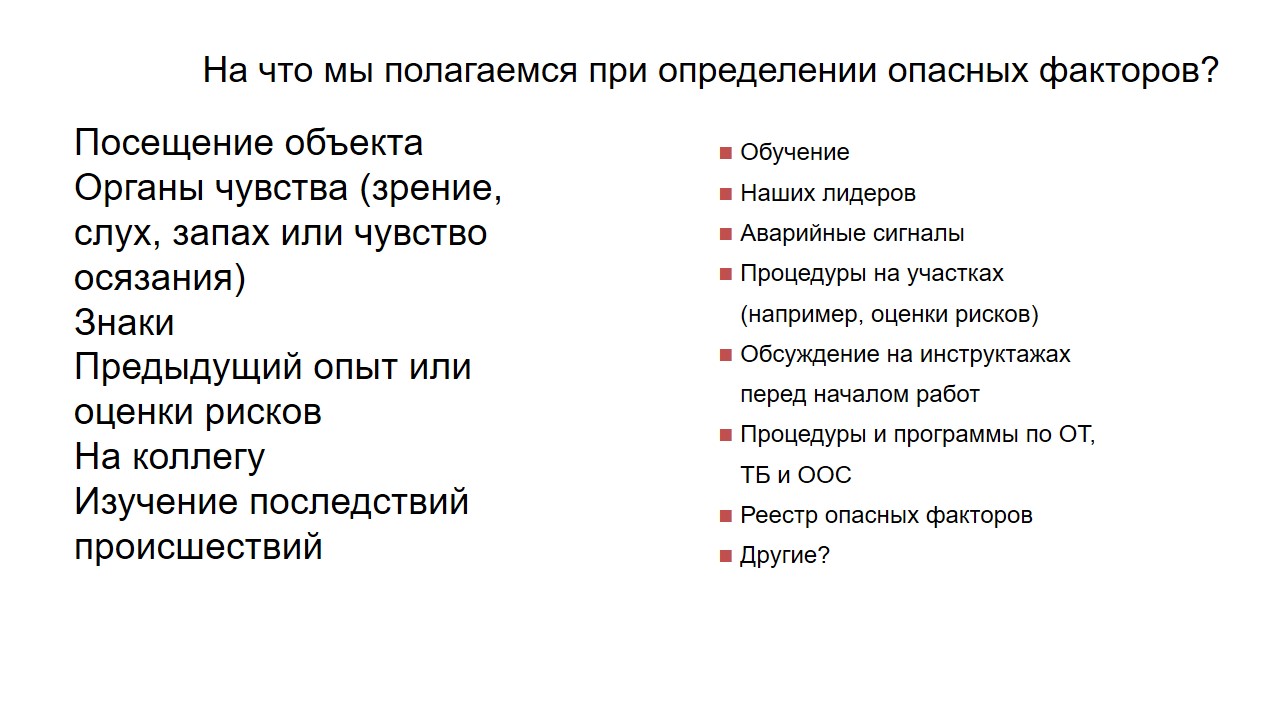 На что мы полагаемся при определении опасных факторов?
Посещение объекта
Органы чувства (зрение,
слух, запах или чувство
осязания)
Знаки
Предыдущий опыт или
оценки рисков
На коллегу
Изучение последствий
происшествий
Обучение
Наших лидеров
Аварийные сигналы
Процедуры на участках
(например, оценки рисков)
Обсуждение на инструктажах
перед началом работ
Процедуры и программы по ОТ,
ТБ и ООС
Реестр опасных факторов
Другие?